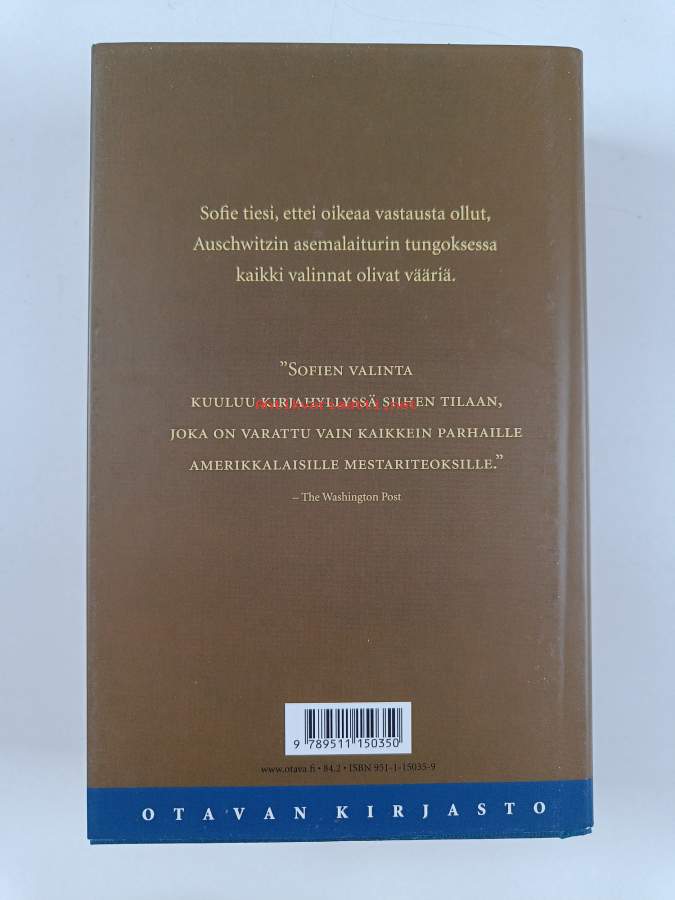 Sofie tiesi, ettei oikeaa vastausta ollut,
Auschwitzin asemalaiturin tungoksessa
kaikki valinnat olivat vääriä.
”Sofien valinta
kuuluu kirjahyllyssä siihen tilaan,
joka on varattu vain kaikkein parhaille
amerikkalaisille mestariteoksille.”
– The Washington Post
9 789511 150350
www.otava.fi • 84.2 • ISBN 951-1-15035-9
OTAVAN KIRJASTO